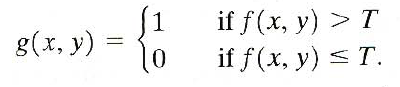 g(x, y) = { 1 if f(x, y) > T
0 if f(x, y) ≤ T.